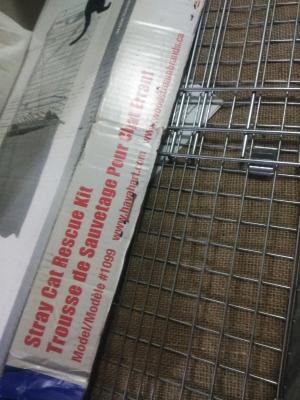 Stray Cat Rescue Kit
Trousse de Sauvetage Pour Chat Errant
Model/Modèle #1099 www.havahart.com